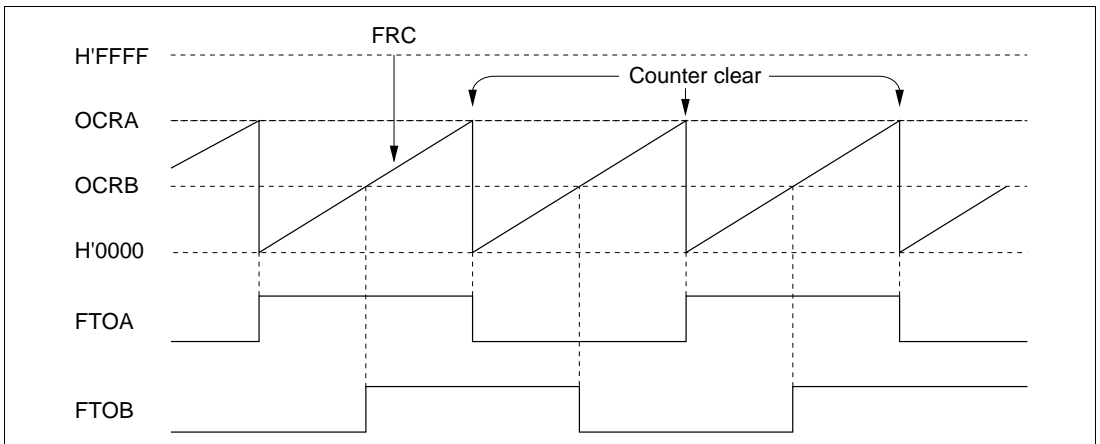 FRC
H'FFFF
Counter clear
OCRA
OCRB
H'0000
FTOA
FTOB